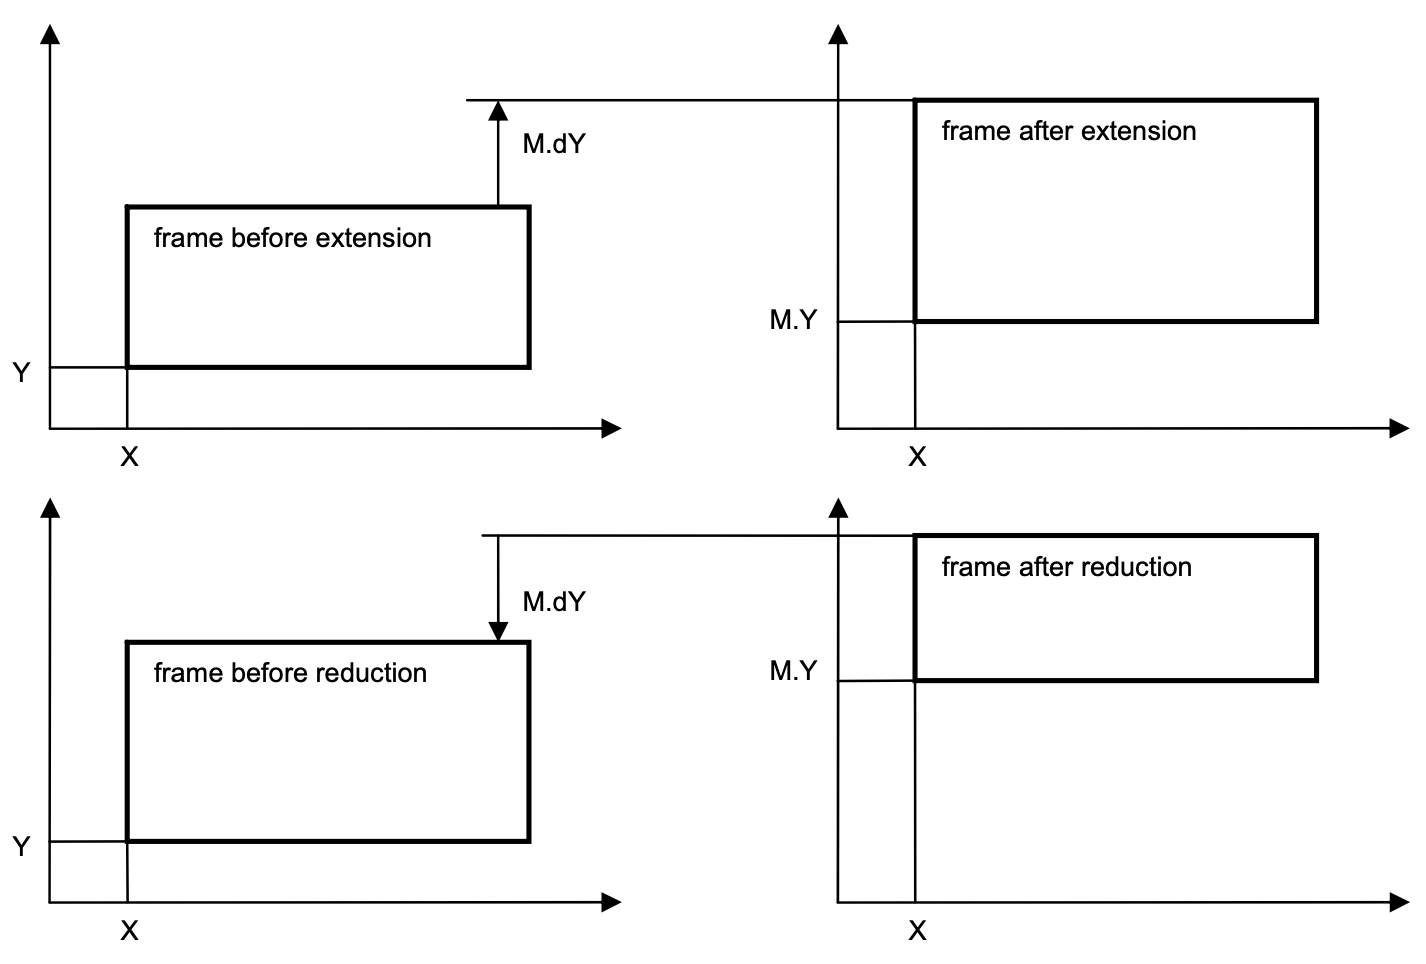 M.dY
frame after extension
frame before extension
M.Y
Y
X
X
frame after reduction
M.dY
frame before reduction
M.Y
Y
X
X